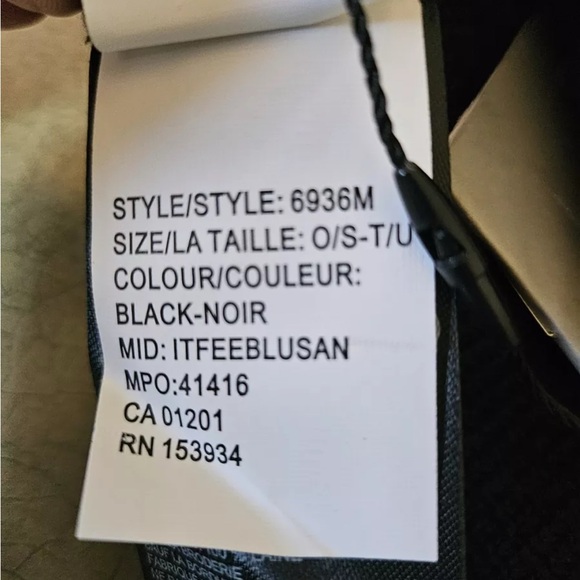 STYLE/STYLE: 6936M
SIZE/LA TAILLE: O/S-T/U
COLOUR/COULEUR:
BLACK-NOIR
MID: ITFEEBLUSAN
MPO:41416
CA 01201
RN 153934